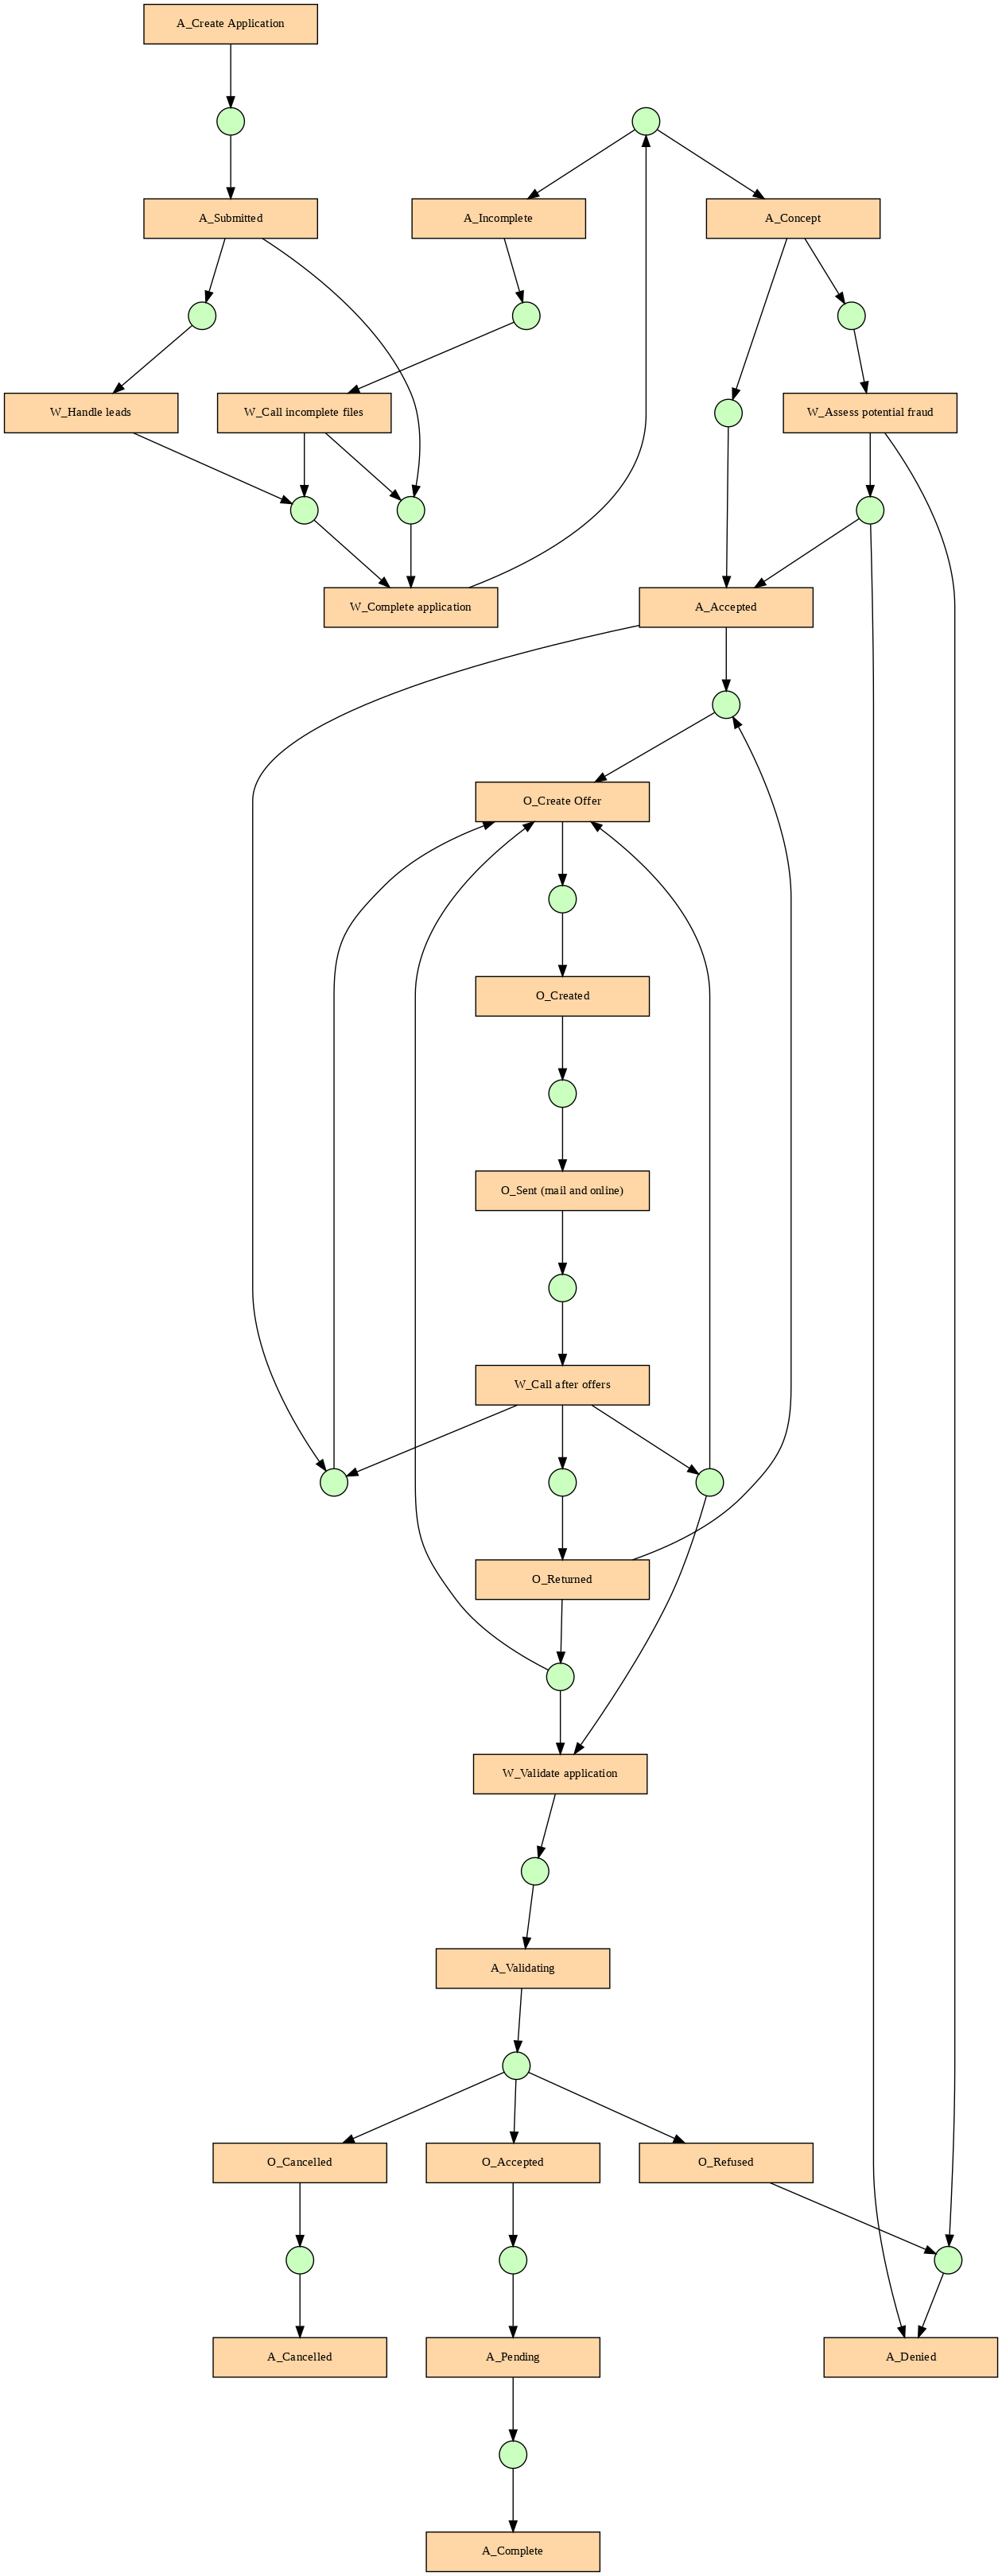 A_Create Application
A_Submitted
A_Incomplete
A_Concept
W_Handle leads
W_Call incomplete files
W_Assess potential fraud
W_Complete application
A_Accepted
O_Create Offer
O_Created
O_Sent (mail and online)
W_Call after offers
O_Returned
W_Validate application
A_Validating
O_Cancelled
O_Accepted
O_Refused
A_Cancelled
A_Pending
A_Denied
A_Complete